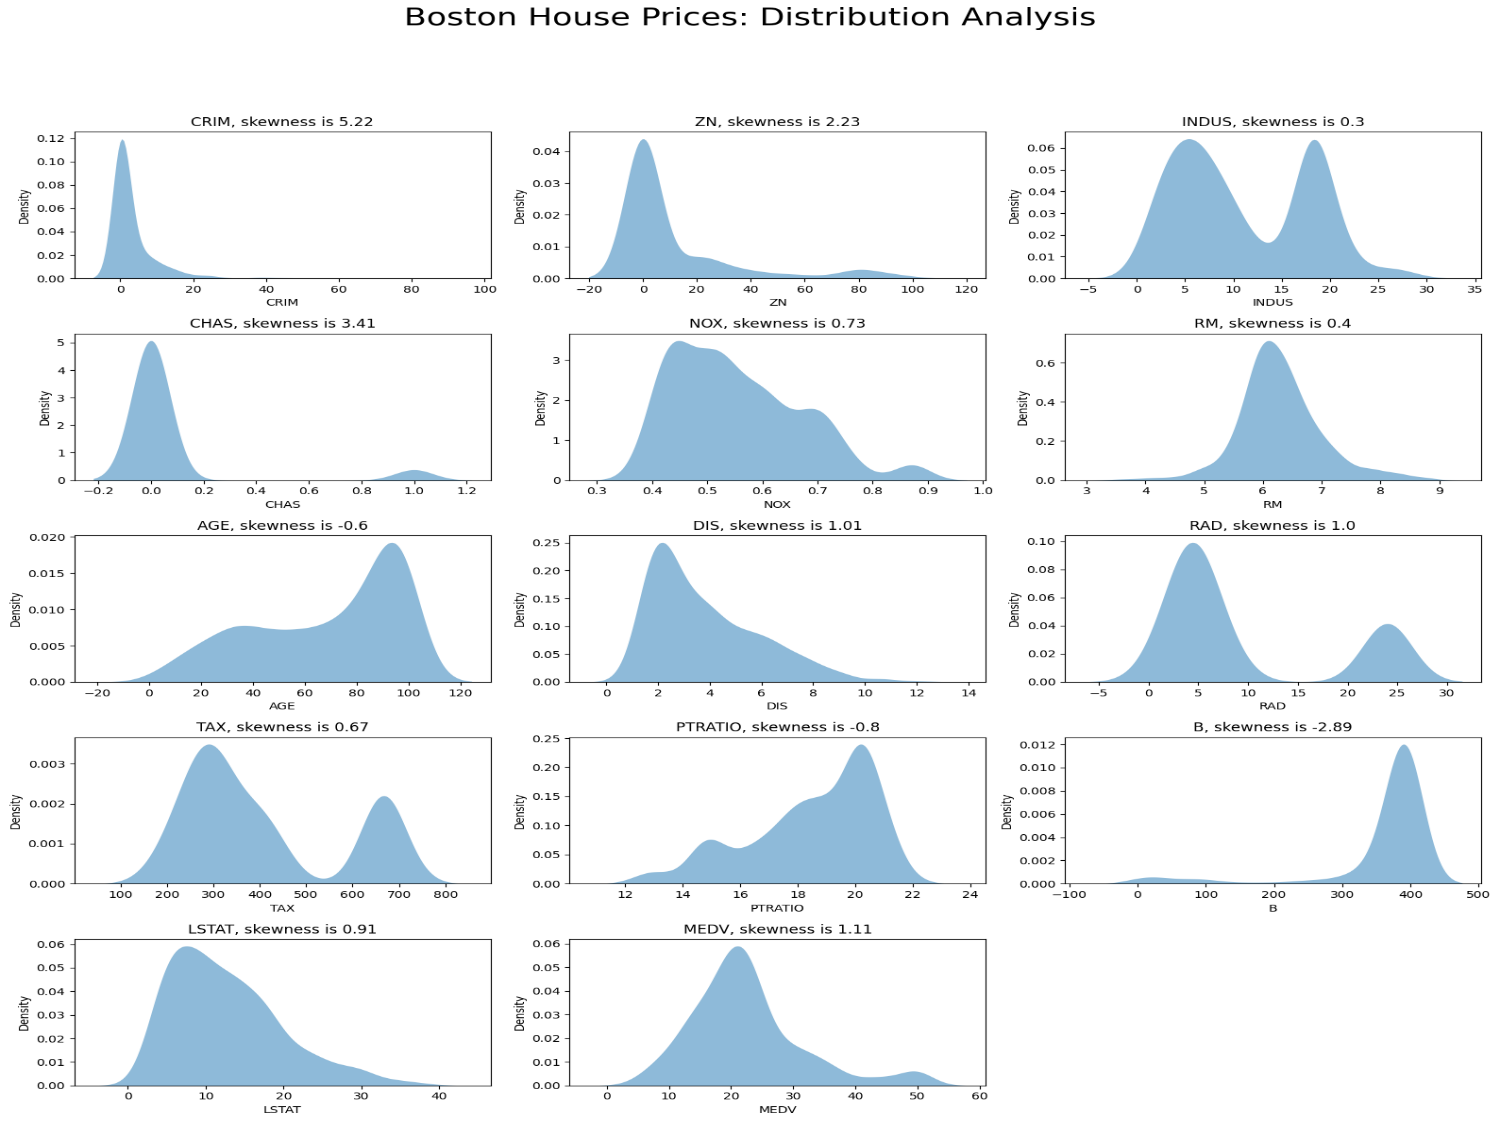 Boston House Prices: Distribution Analysis
CRIM, skewness is 5.22
0.12
0.10
0.08
0.06
0.04
0.02
0.00
Density
0 20 40 60 80 100
CRIM
ZN, skewness is 2.23
0.04
0.03
0.02
0.01
0.00
Density
−20 0 20 40 60 80 100 120
ZN
INDUS, skewness is 0.3
0.06
0.05
0.04
0.03
0.02
0.01
0.00
Density
−5 0 5 10 15 20 25 30 35
INDUS
CHAS, skewness is 3.41
5
4
3
2
1
0
Density
−0.2 0.0 0.2 0.4 0.6 0.8 1.0 1.2
CHAS
NOX, skewness is 0.73
3
2
1
0
Density
0.3 0.4 0.5 0.6 0.7 0.8 0.9 1.0
NOX
RM, skewness is 0.4
0.6
0.4
0.2
0.0
Density
3 4 5 6 7 8 9
RM
AGE, skewness is -0.6
0.020
0.015
0.010
0.005
0.000
Density
−20 0 20 40 60 80 100 120
AGE
DIS, skewness is 1.01
0.25
0.20
0.15
0.10
0.05
0.00
Density
0 2 4 6 8 10 12 14
DIS
RAD, skewness is 1.0
0.10
0.08
0.06
0.04
0.02
0.00
Density
−5 0 5 10 15 20 25 30
RAD
TAX, skewness is 0.67
0.003
0.002
0.001
0.000
Density
100 200 300 400 500 600 700 800
TAX
PTRATIO, skewness is -0.8
0.25
0.20
0.15
0.10
0.05
0.00
Density
12 14 16 18 20 22 24
PTRATIO
B, skewness is -2.89
0.012
0.010
0.008
0.006
0.004
0.002
0.000
Density
−100 0 100 200 300 400 500
B
LSTAT, skewness is 0.91
0.06
0.05
0.04
0.03
0.02
0.01
0.00
Density
0 10 20 30 40
LSTAT
MEDV, skewness is 1.11
0.06
0.05
0.04
0.03
0.02
0.01
0.00
Density
0 10 20 30 40 50 60
MEDV